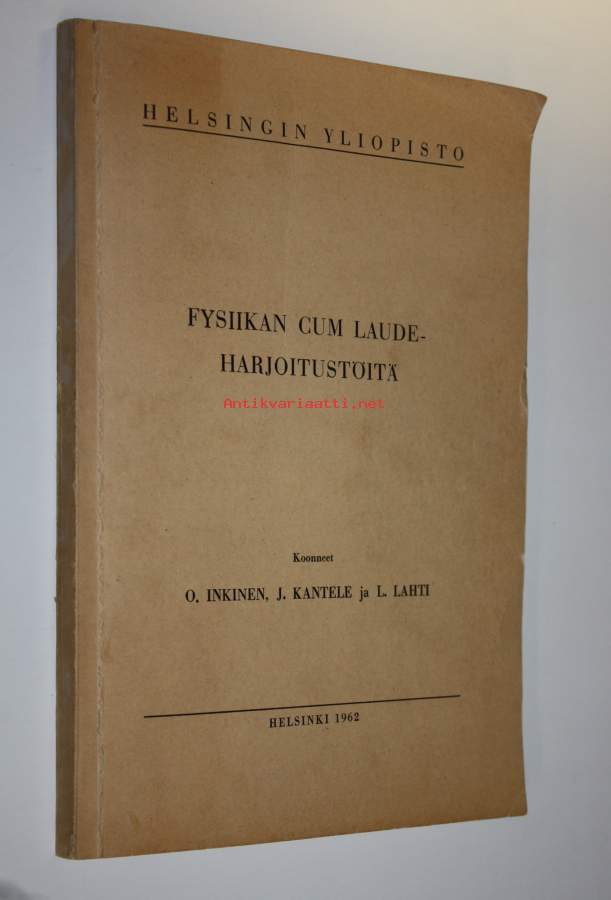 HELSINGIN YLIOPISTO
FYSIIKAN CUM LAUDE-
HARJOITUSTÖITÄ
Antikvariaatti.net
Koonneet
O. INKINEN, J. KANTELE ja L. LAHTI
HELSINKI 1962